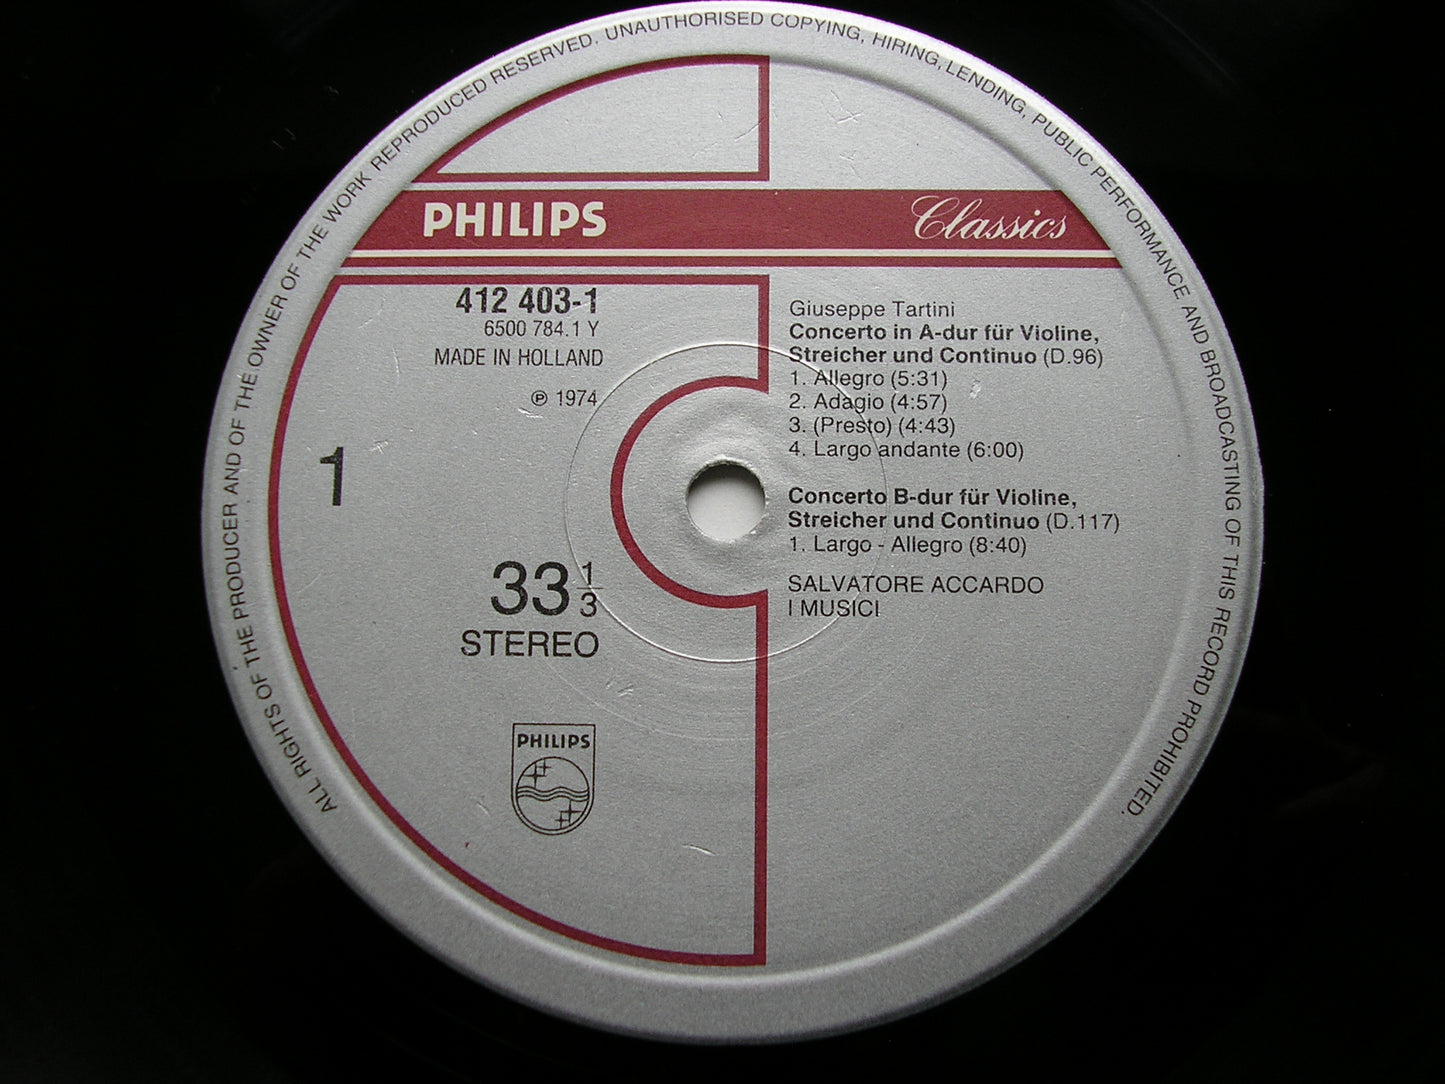 ALL RIGHTS OF THE PRODUCER AND OF THE OWNER OF THE WORK REPRODUCED RESERVED. UNAUTHORISED COPYING, HIRING, LENDING, PUBLIC PERFORMANCE AND BROADCASTING OF THIS RECORD PROHIBITED.
PHILIPS Classics
412 403-1
6500 784.1 Y
MADE IN HOLLAND
℗ 1974
1
33 1/3
STEREO
PHILIPS
Giuseppe Tartini
Concerto in A-dur für Violine,
Streicher und Continuo (D.96)
1. Allegro (5:31)
2. Adagio (4:57)
3. (Presto) (4:43)
4. Largo andante (6:00)
Concerto B-dur für Violine,
Streicher und Continuo (D.117)
1. Largo - Allegro (8:40)
SALVATORE ACCARDO
I MUSICI